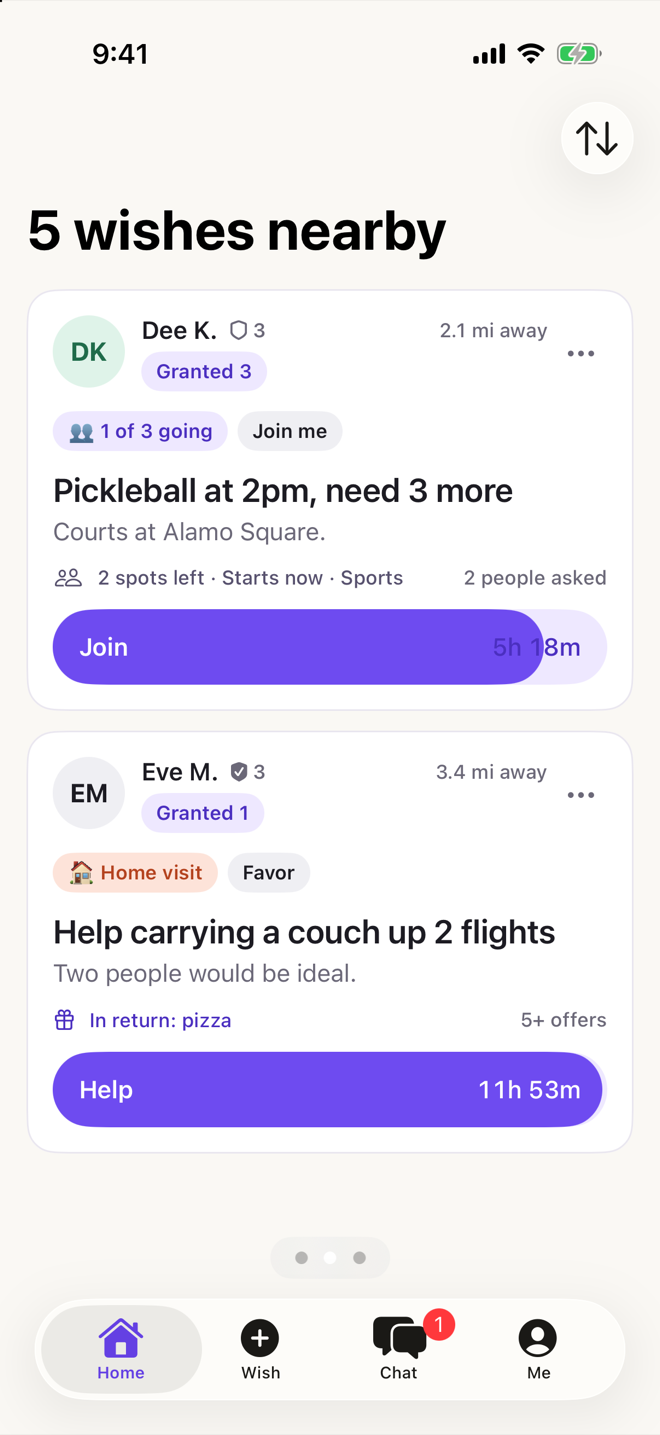 9:41
5 wishes nearby
DK
Dee K. 3
2.1 mi away
Granted 3
1 of 3 going
Join me
Pickleball at 2pm, need 3 more
Courts at Alamo Square.
2 spots left · Starts now · Sports
2 people asked
Join
5h 18m
EM
Eve M. 3
3.4 mi away
Granted 1
Home visit
Favor
Help carrying a couch up 2 flights
Two people would be ideal.
In return: pizza
5+ offers
Help
11h 53m
1
Home
Wish
Chat
Me